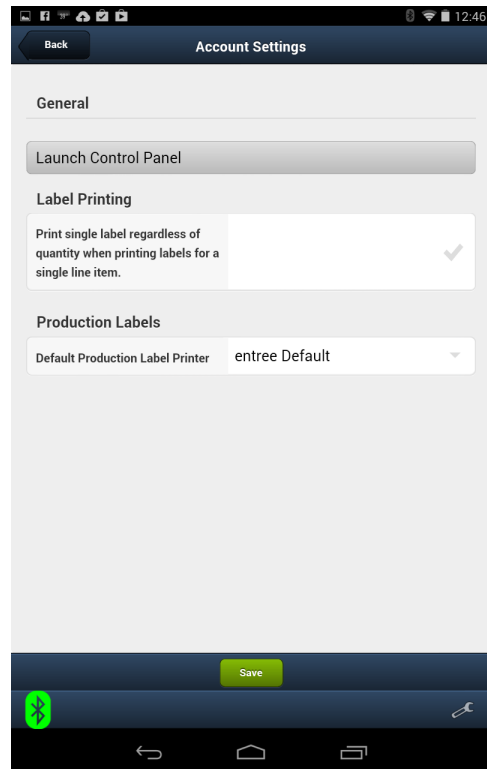 12:46
Back
Account Settings
General
Launch Control Panel
Label Printing
Print single label regardless of
quantity when printing labels for a
single line item.
Production Labels
Default Production Label Printer
entree Default
Save